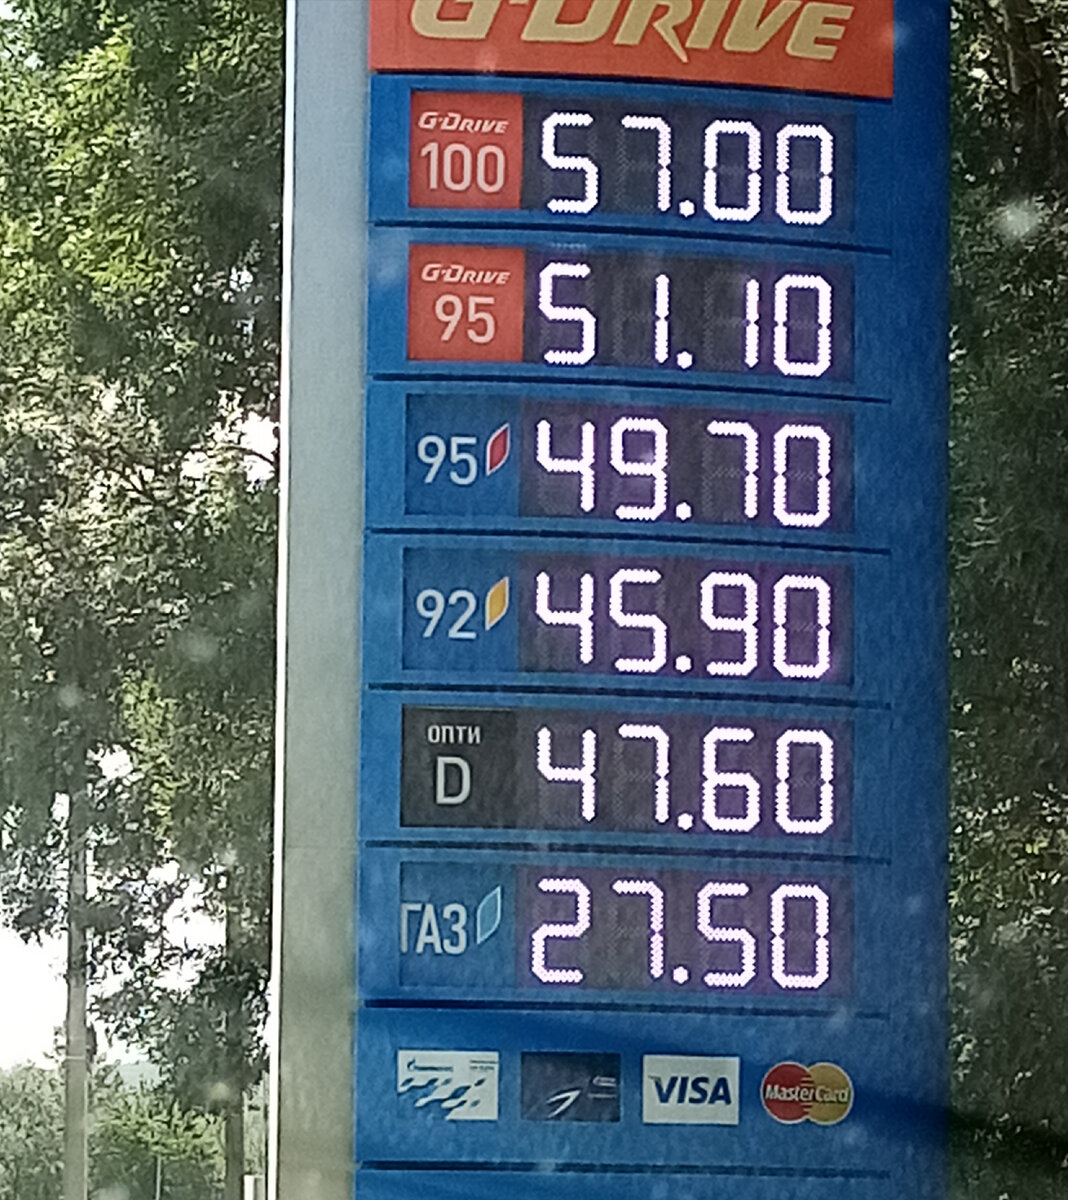 G-DRIVE
G-DRIVE
100 57.00
G-DRIVE
95 51.10
95 49.70
92 45.90
ОПТИ
D 47.60
ГАЗ 27.50
VISA MasterCard